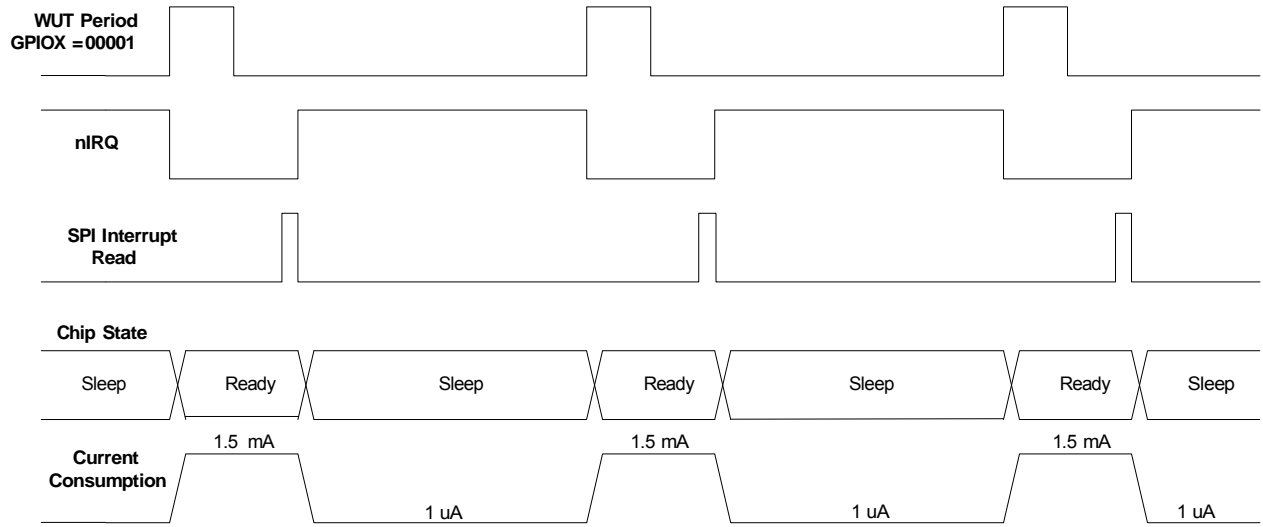 WUT Period
GPIOX =00001
nIRQ
SPI Interrupt
Read
Chip State
Sleep Ready Sleep Ready Sleep Ready Sleep
1.5 mA 1.5 mA 1.5 mA
Current
Consumption
1 uA 1 uA 1 uA